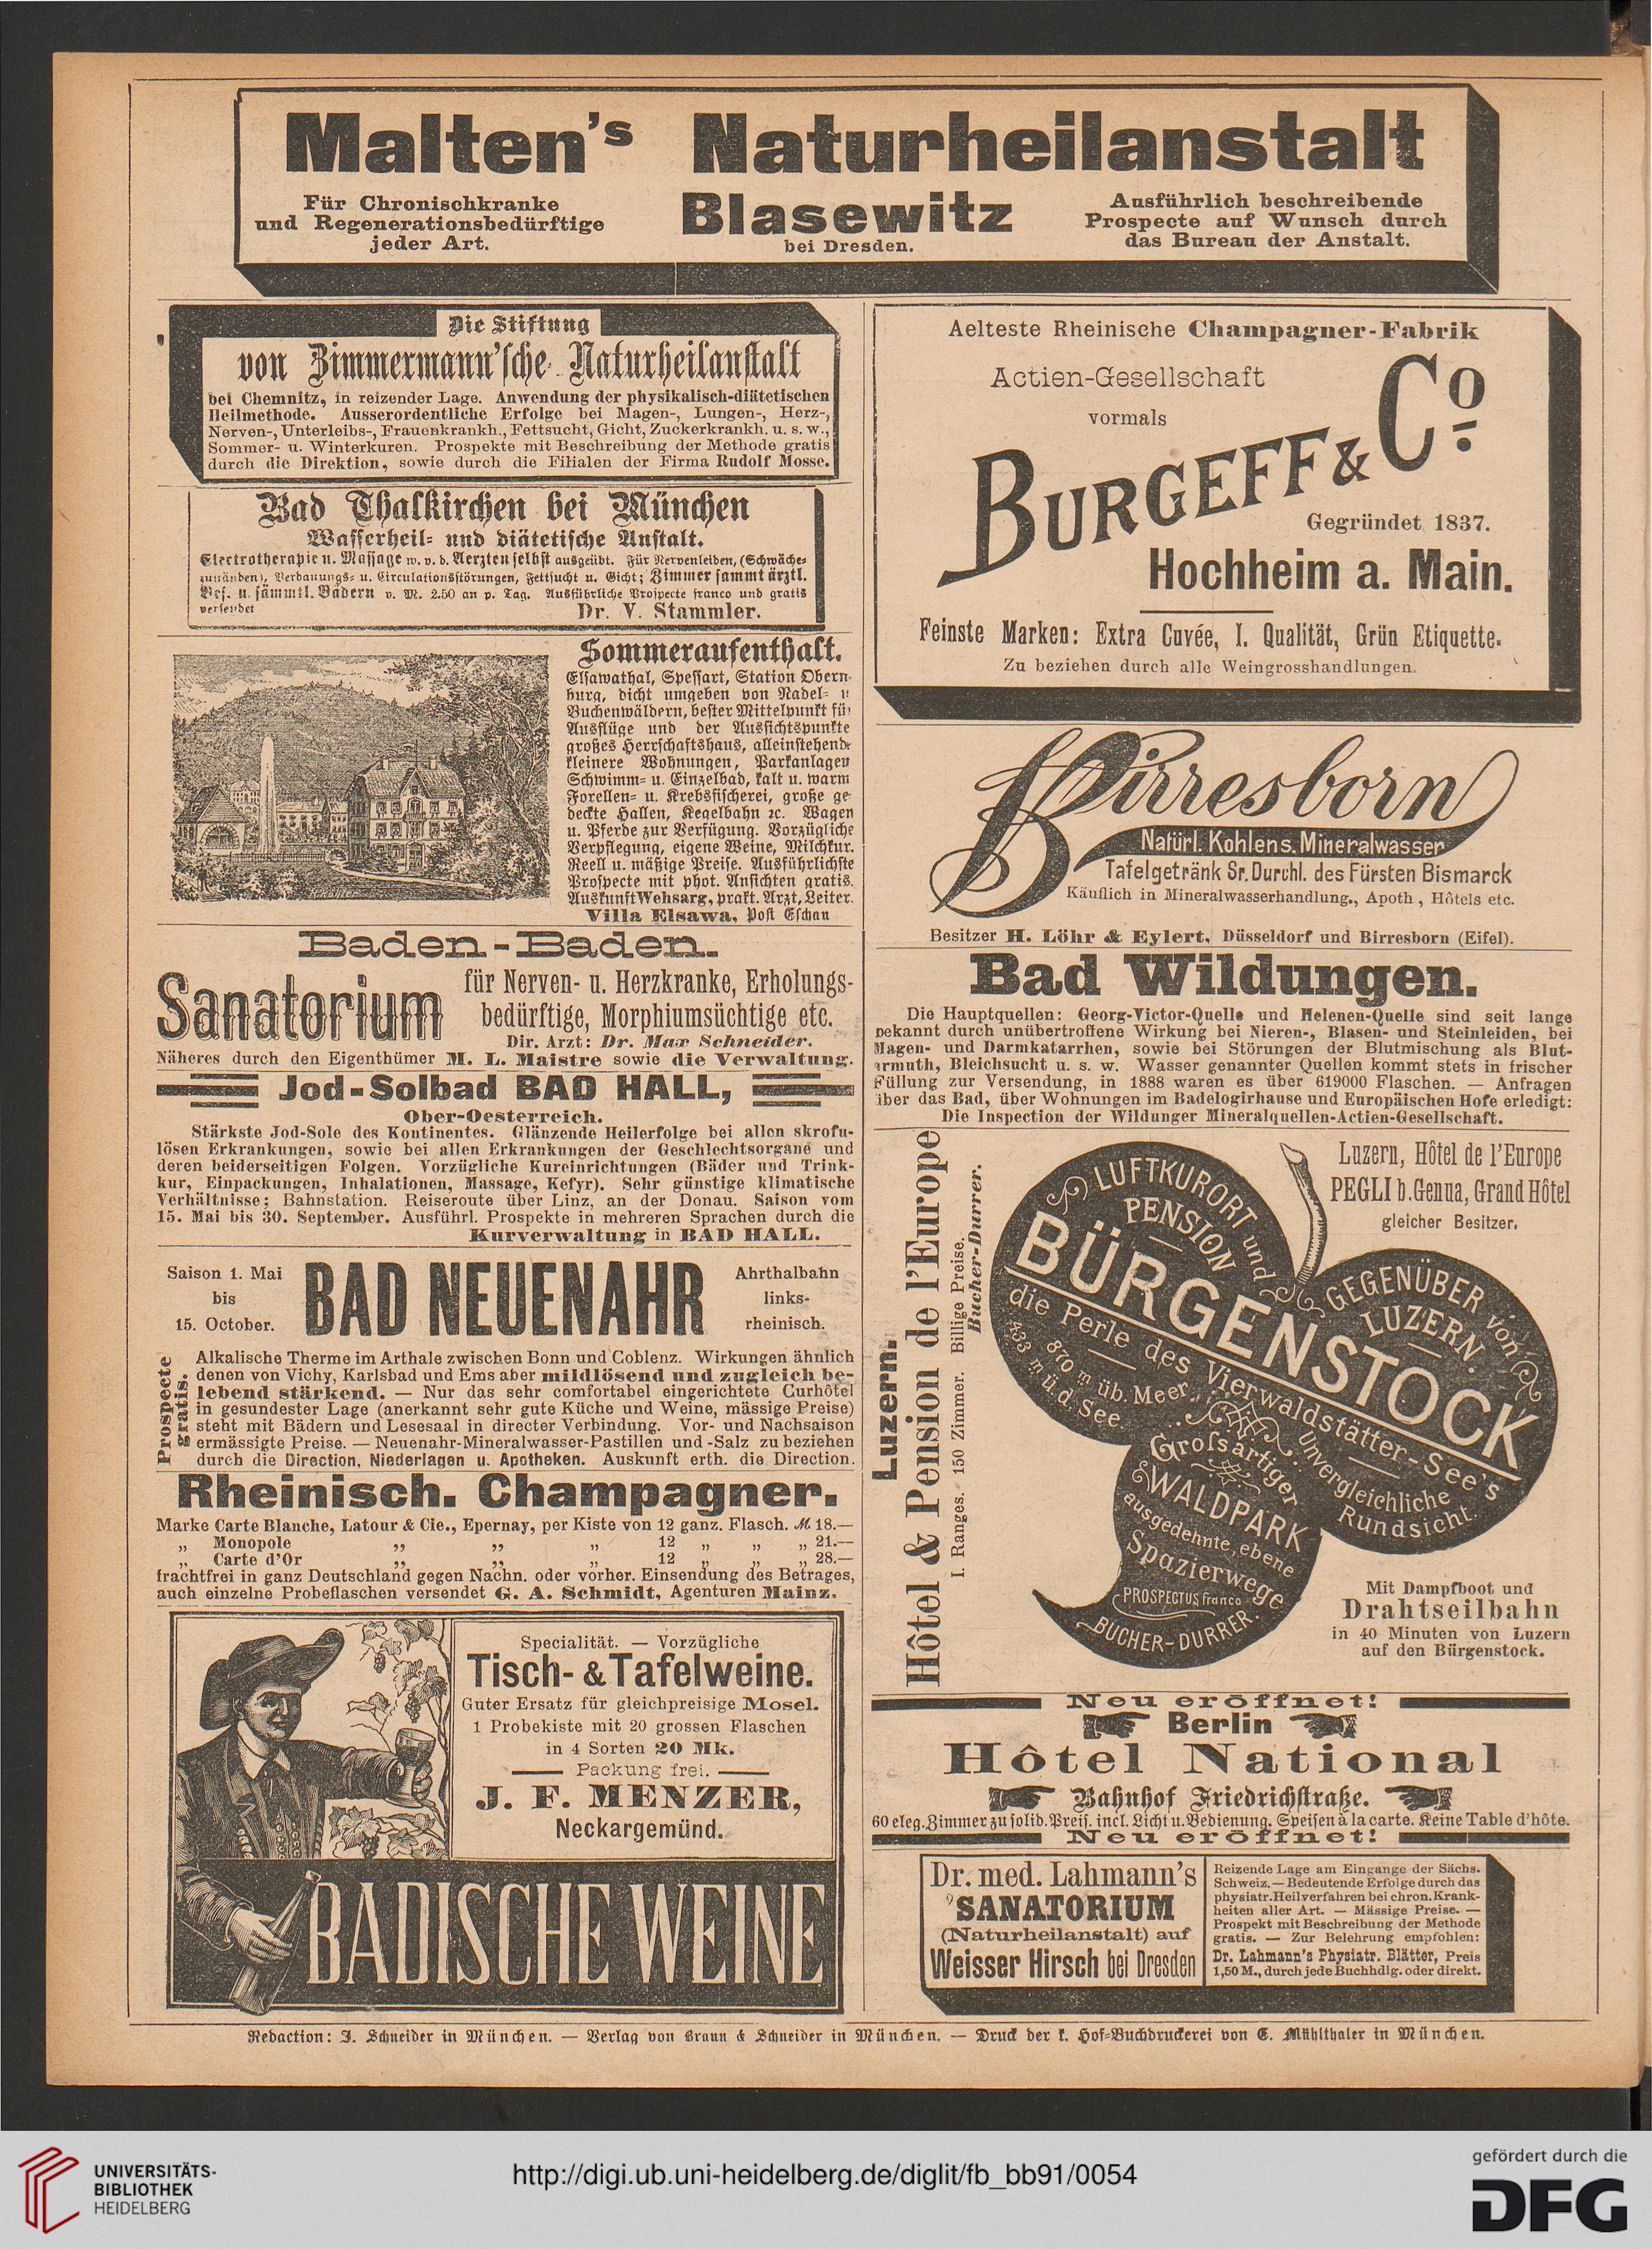 Malten's Naturheilanstalt
Für Chronischkranke
und Regenerationsbedürftige
jeder Art.
Blasewitz
bei Dresden.
Ausführlich beschreibende
Prospecte auf Wunsch durch
das Bureau der Anstalt.
Die Stiftung
von Zimmermann'sche Naturheilanstalt
bei Chemnitz, in reizender Lage. Anwendung der physikalisch-diätetischen
Heilmethode. Ausserordentliche Erfolge bei Magen-, Lungen-, Herz-,
Nerven-, Unterleibs-, Frauenkrankh., Fettsucht, Gicht, Zuckerkrankh. u. s. w.,
Sommer- u. Winterkuren. Prospekte mit Beschreibung der Methode gratis
durch die Direktion, sowie durch die Filialen der Firma Rudolf Mosse.
Bad Thalkirchen bei München
Wasserheil- und diätetische Anstalt.
Electrotherapie u. Massage w. v. d. Aerzten selbst ausgeübt. Für Nervenleiden, (Schwäche-
zuständen), Verdauungs- u. Circulationsstörungen, Fettsucht u. Gicht; Zimmer sammt ärztl.
Bes. u. sämmtl. Bädern v. M. 2.50 an p. Tag. Ausführliche Prospecte franco und gratis
versendet Dr. V. Stammler.
Sommeraufenthalt.
Elsawathal, Spessart, Station Obern-
burg, dicht umgeben von Nadel- u
Buchenwäldern, bester Mittelpunkt für
Ausflüge und der Aussichtspunkte
großes Herrschaftshaus, alleinstehende
kleinere Wohnungen, Parkanlagen
Schwimm- u. Einzelbad, kalt u. warm
Forellen- u. Krebsfischerei, große ge-
deckte Hallen, Kegelbahn ꝛc. Wagen
u. Pferde zur Verfügung. Vorzügliche
Verpflegung, eigene Weine, Milchkur.
Reell u. mäßige Preise. Ausführlichste
Prospecte mit phot. Ansichten gratis.
Auskunft Wehsarg, prakt. Arzt, Leiter.
Villa Elsawa, Post Eschau
Baden-Baden.
Sanatorium
für Nerven- u. Herzkranke, Erholungs-
bedürftige, Morphiumsüchtige etc.
Dir. Arzt: Dr. Max Schneider.
Näheres durch den Eigenthümer M. L. Maistre sowie die Verwaltung.
Jod-Solbad BAD HALL,
Ober-Oesterreich.
Stärkste Jod-Sole des Kontinentes. Glänzende Heilerfolge bei allen skrofu-
lösen Erkrankungen, sowie bei allen Erkrankungen der Geschlechtsorgane und
deren beiderseitigen Folgen. Vorzügliche Kureinrichtungen (Bäder und Trink-
kur, Einpackungen, Inhalationen, Massage, Kefyr). Sehr günstige klimatische
Verhältnisse; Bahnstation. Reiseroute über Linz, an der Donau. Saison vom
15. Mai bis 30. September. Ausführl. Prospekte in mehreren Sprachen durch die
Kurverwaltung in BAD HALL.
Saison 1. Mai
bis
15. October.
BAD NEUENAHR
Ahrthalbahn
links-
rheinisch.
Prospecte
gratis.
Alkalische Therme im Arthale zwischen Bonn und Coblenz. Wirkungen ähnlich
denen von Vichy, Karlsbad und Ems aber mildlösend und zugleich be-
lebend stärkend. — Nur das sehr comfortabel eingerichtete Curhôtel
in gesundester Lage (anerkannt sehr gute Küche und Weine, mässige Preise)
steht mit Bädern und Lesesaal in directer Verbindung. Vor- und Nachsaison
ermässigte Preise. — Neuenahr-Mineralwasser-Pastillen und -Salz zu beziehen
durch die Direction, Niederlagen u. Apotheken. Auskunft erth. die Direction.
Rheinisch. Champagner.
Marke Carte Blanche, Latour & Cie., Epernay, per Kiste von 12 ganz. Flasch. M. 18.—
„ Monopole „ „ „ 12 „ „ „ 21.—
„ Carte d'Or „ „ „ 12 „ „ „ 28.—
frachtfrei in ganz Deutschland gegen Nachn. oder vorher. Einsendung des Betrages,
auch einzelne Probeflaschen versendet G. A. Schmidt, Agenturen Mainz.
Specialität. — Vorzügliche
Tisch- & Tafelweine.
Guter Ersatz für gleichpreisige Mosel.
1 Probekiste mit 20 grossen Flaschen
in 4 Sorten 20 Mk.
Packung frei.
J. F. MENZER,
Neckargemünd.
BADISCHE WEINE
Aelteste Rheinische Champagner-Fabrik
Actien-Gesellschaft
vormals
BURGEFF & Co.
Gegründet 1837.
Hochheim a. Main.
Feinste Marken: Extra Cuvée, I. Qualität, Grün Etiquette.
Zu beziehen durch alle Weingrosshandlungen.
Birresborn
Natürl. Kohlens. Mineralwasser
Tafelgetränk Sr. Durchl. des Fürsten Bismarck
Käuflich in Mineralwasserhandlung., Apoth., Hôtels etc.
Besitzer H. Löhr & Eylert, Düsseldorf und Birresborn (Eifel).
Bad Wildungen.
Die Hauptquellen: Georg-Victor-Quelle und Helenen-Quelle sind seit lange
bekannt durch unübertroffene Wirkung bei Nieren-, Blasen- und Steinleiden, bei
Magen- und Darmkatarrhen, sowie bei Störungen der Blutmischung als Blut-
armuth, Bleichsucht u. s. w. Wasser genannter Quellen kommt stets in frischer
Füllung zur Versendung, in 1888 waren es über 619000 Flaschen. — Anfragen
über das Bad, über Wohnungen im Badelogirhause und Europäischen Hofe erledigt:
Die Inspection der Wildunger Mineralquellen-Actien-Gesellschaft.
Luzern.
Hôtel & Pension de l'Europe
I. Ranges. 150 Zimmer. Billige Preise.
Bucher-Durrer.
Luzern, Hôtel de l'Europe
PEGLI b. Genua, Grand Hôtel
gleicher Besitzer.
LUFTKURORT und
PENSION
BÜRGENSTOCK
GEGENÜBER von
LUZERN.
die Perle des Vierwaldstätter-See's
870 m üb. Meer.
433 m ü. d. See.
Unvergleichliche
Rundsicht.
Großartiger
WALDPARK
ausgedehnte, ebene
Spazierwege
PROSPECTUS franco
BUCHER-DURRER.
Mit Dampfboot und
Drahtseilbahn
in 40 Minuten von Luzern
auf den Bürgenstock.
Neu eröffnet!
Berlin
Hôtel National
Bahnhof Friedrichstraße.
60 eleg. Zimmer zu solid. Preis. incl. Licht u. Bedienung. Speisen à la carte. Keine Table d'hôte.
Neu eröffnet!
Dr. med. Lahmann's
SANATORIUM
(Naturheilanstalt) auf
Weisser Hirsch bei Dresden
Reizende Lage am Eingange der Sächs.
Schweiz. — Bedeutende Erfolge durch das
physiatr. Heilverfahren bei chron. Krank-
heiten aller Art. — Mässige Preise. —
Prospekt mit Beschreibung der Methode
gratis. — Zur Belehrung empfohlen:
Dr. Lahmann's Physiatr. Blätter, Preis
1,50 M., durch jede Buchhdlg. oder direkt.
Redaction: J. Schneider in München. — Verlag von Braun & Schneider in München. — Druck der k. Hof-Buchdruckerei von E. Mühlthaler in München.
UNIVERSITÄTS-
BIBLIOTHEK
HEIDELBERG
http://digi.ub.uni-heidelberg.de/diglit/fb_bb91/0054
gefördert durch die
DFG